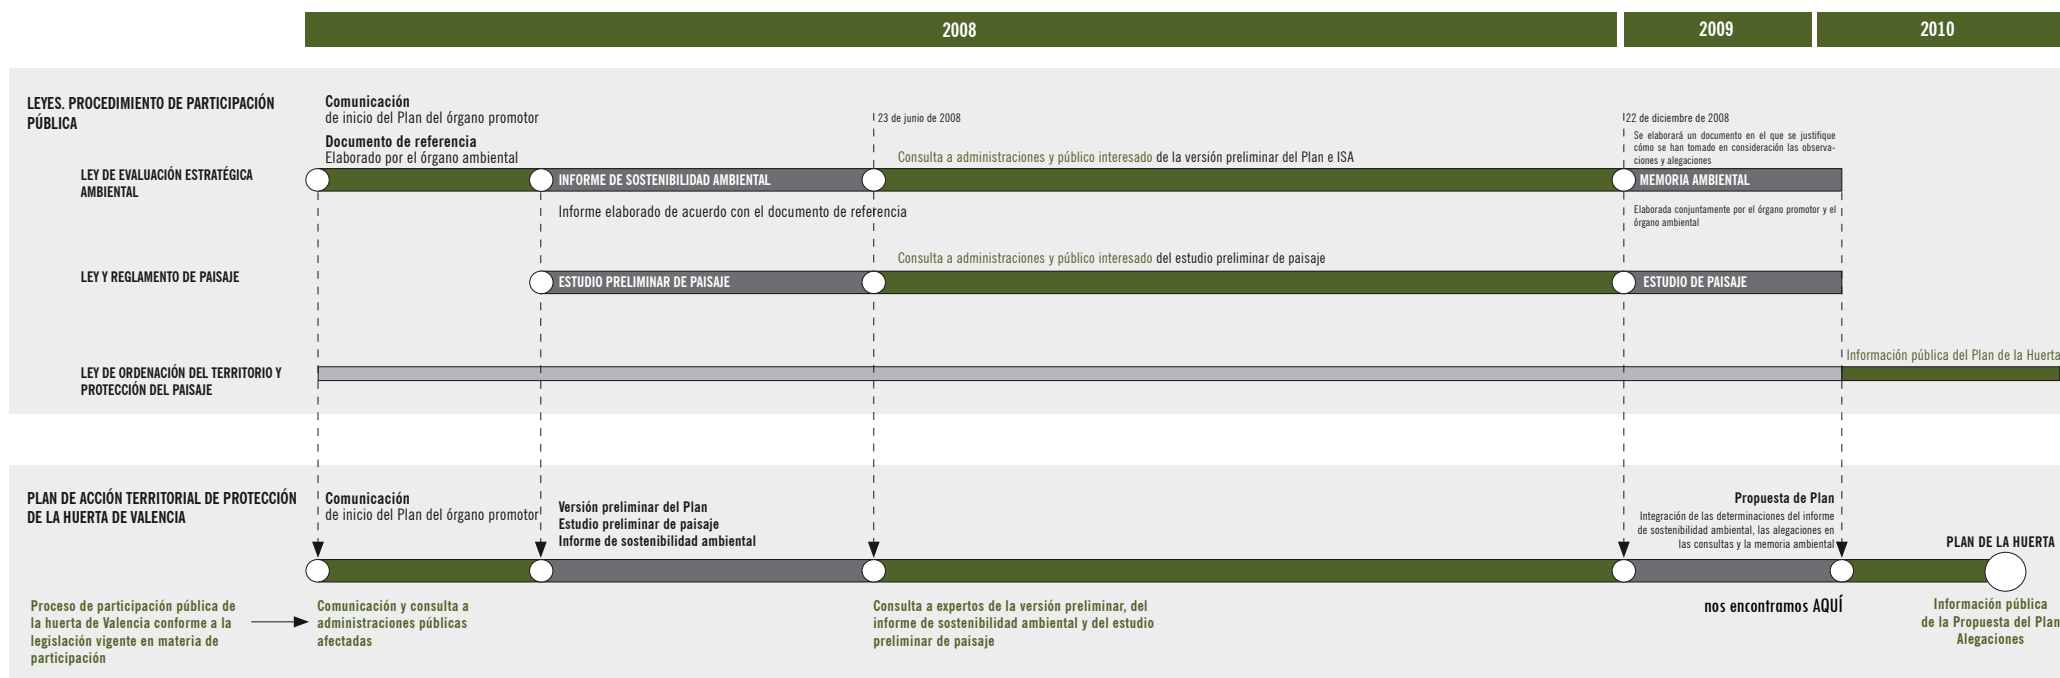 2008
2009
2010
LEYES. PROCEDIMIENTO DE PARTICIPACIÓN
PÚBLICA
Comunicación
de inicio del Plan del órgano promotor
Documento de referencia
Elaborado por el órgano ambiental
23 de junio de 2008
22 de diciembre de 2008
Se elaborará un documento en el que se justifique
cómo se han tomado en consideración las observa-
ciones y alegaciones
Consulta a administraciones y público interesado de la versión preliminar del Plan e ISA
LEY DE EVALUACIÓN ESTRATÉGICA
AMBIENTAL
INFORME DE SOSTENIBILIDAD AMBIENTAL
MEMORIA AMBIENTAL
Informe elaborado de acuerdo con el documento de referencia
Elaborada conjuntamente por el órgano promotor y el
órgano ambiental
Consulta a administraciones y público interesado del estudio preliminar de paisaje
LEY Y REGLAMENTO DE PAISAJE
ESTUDIO PRELIMINAR DE PAISAJE
ESTUDIO DE PAISAJE
Información pública del Plan de la Huerta
LEY DE ORDENACIÓN DEL TERRITORIO Y
PROTECCIÓN DEL PAISAJE
PLAN DE ACCIÓN TERRITORIAL DE PROTECCIÓN
DE LA HUERTA DE VALENCIA
Comunicación
de inicio del Plan del órgano promotor
Versión preliminar del Plan
Estudio preliminar de paisaje
Informe de sostenibilidad ambiental
Propuesta de Plan
Integración de las determinaciones del informe
de sostenibilidad ambiental, las alegaciones en
las consultas y la memoria ambiental
PLAN DE LA HUERTA
Proceso de participación pública de
la huerta de Valencia conforme a la
legislación vigente en materia de
participación
Comunicación y consulta a
administraciones públicas
afectadas
Consulta a expertos de la versión preliminar, del
informe de sostenibilidad ambiental y del estudio
preliminar de paisaje
nos encontramos AQUÍ
Información pública
de la Propuesta del Plan
Alegaciones